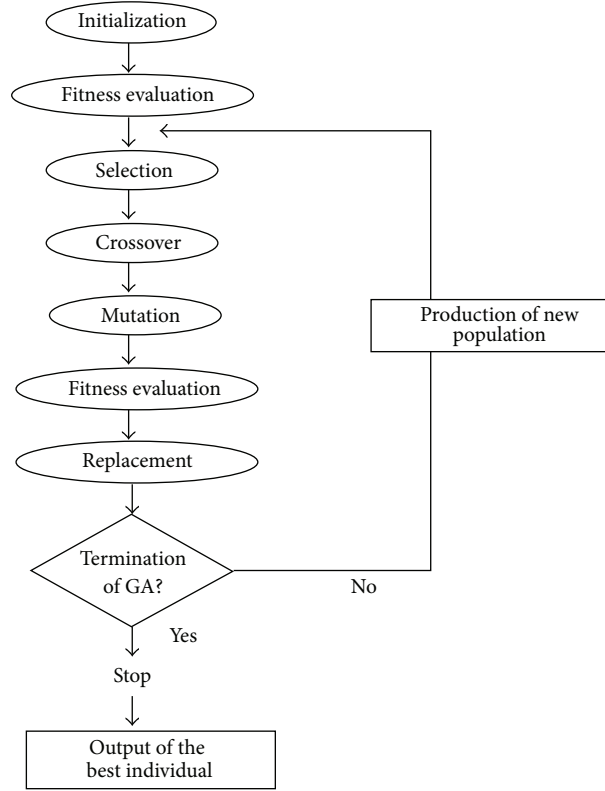 Initialization
Fitness evaluation
Selection
Crossover
Mutation
Production of new
population
Fitness evaluation
Replacement
Termination
of GA?
No
Yes
Stop
Output of the
best individual